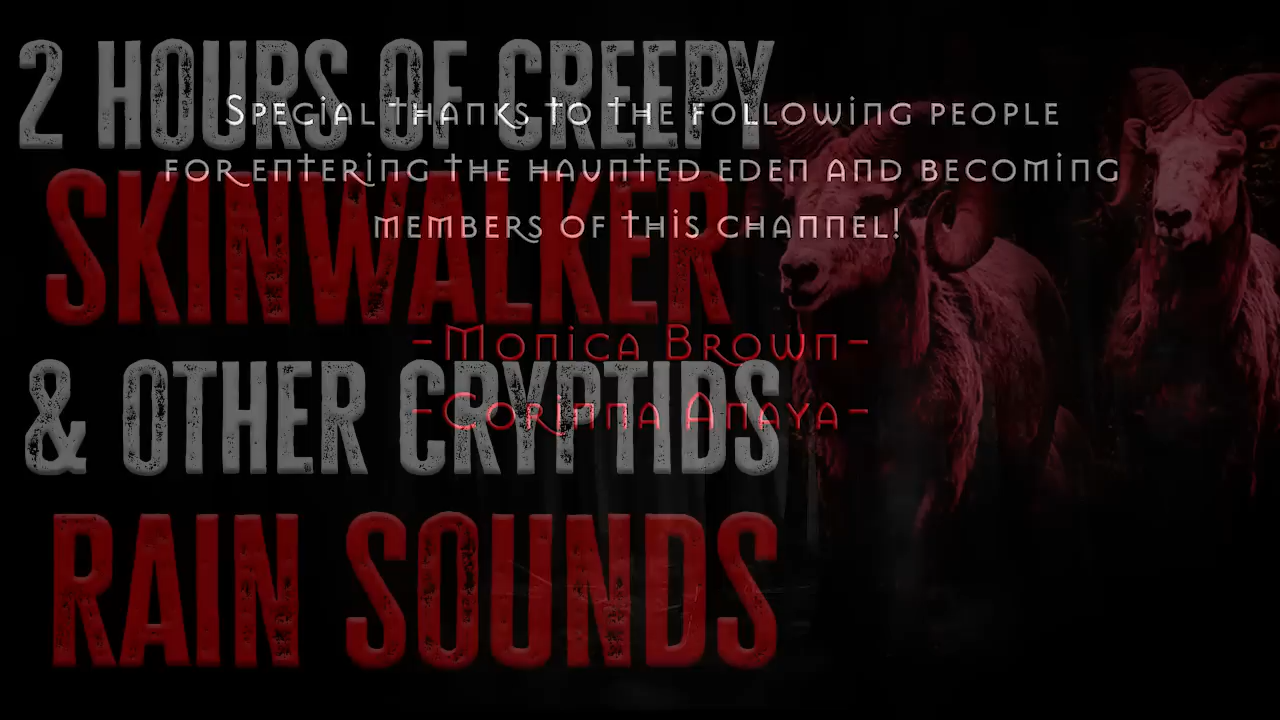 2 HOURS OF CREEPY
SKINWALKER
& OTHER CRYPTIDS
RAIN SOUNDS
Special thanks to the following people
for entering the haunted eden and becoming
members of this channel!
-Monica Brown-
-Corinna Anaya-